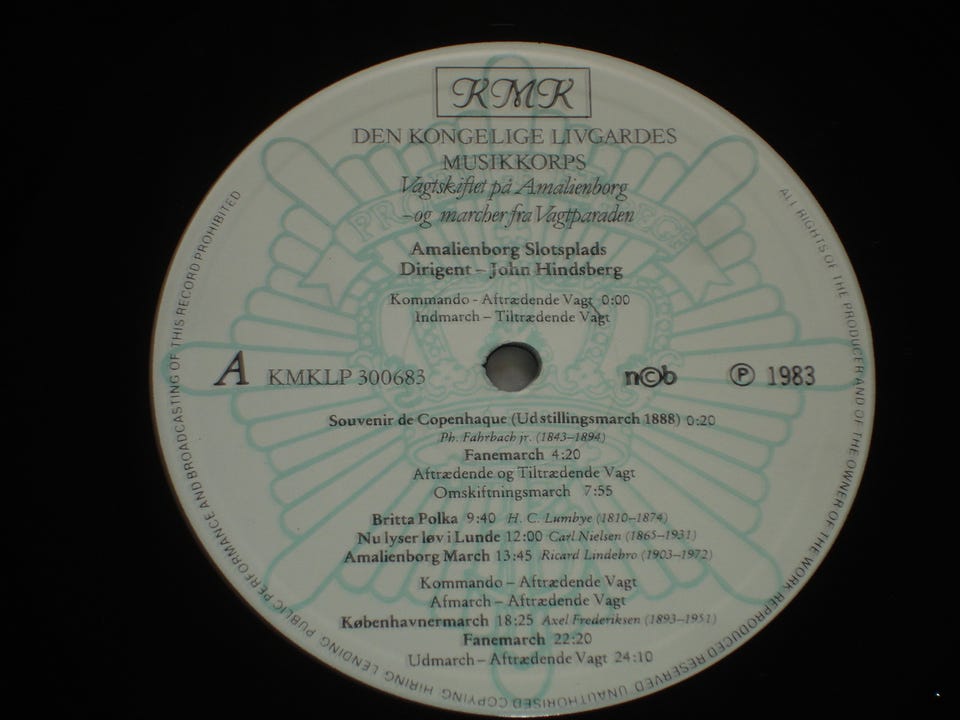 KMK
DEN KONGELIGE LIVGARDES
MUSIKKORPS
Vagtskiftet på Amalienborg
– og marcher fra Vagtparaden
Amalienborg Slotsplads
Dirigent – John Hindsberg
Kommando - Aftrædende Vagt 0:00
Indmarch – Tiltrædende Vagt
A KMKLP 300683
n©b ℗ 1983
Souvenir de Copenhaque (Udstillingsmarch 1888) 0:20
Ph. Fahrbach jr. (1843–1894)
Fanemarch 4:20
Aftrædende og Tiltrædende Vagt
Omskiftningsmarch 7:55
Britta Polka 9:40 H. C. Lumbye (1810–1874)
Nu lyser løv i Lunde 12:00 Carl Nielsen (1865–1931)
Amalienborg March 13:45 Ricard Lindebro (1903–1972)
Kommando – Aftrædende Vagt
Afmarch – Aftrædende Vagt
Københavnermarch 18:25 Axel Frederiksen (1893–1951)
Fanemarch 22:20
Udmarch – Aftrædende Vagt 24:10
ALL RIGHTS OF THE PRODUCER AND OF THE OWNER OF THE WORK REPRODUCED RESERVED. UNAUTHORISED COPYING, HIRING, LENDING, PUBLIC PERFORMANCE AND BROADCASTING OF THIS RECORD PROHIBITED